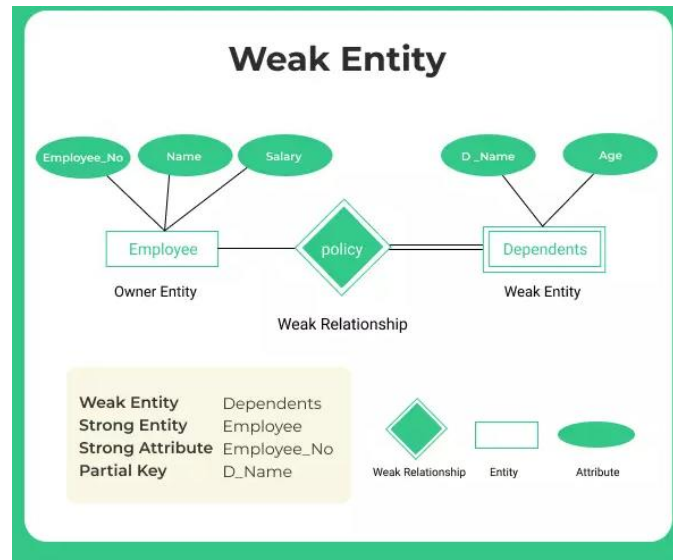 Weak Entity
Employee_No
Name
Salary
D _Name
Age
Employee
policy
Dependents
Owner Entity
Weak Entity
Weak Relationship
Weak Entity Dependents
Strong Entity Employee
Strong Attribute Employee_No
Partial Key D_Name
Weak Relationship
Entity
Attribute